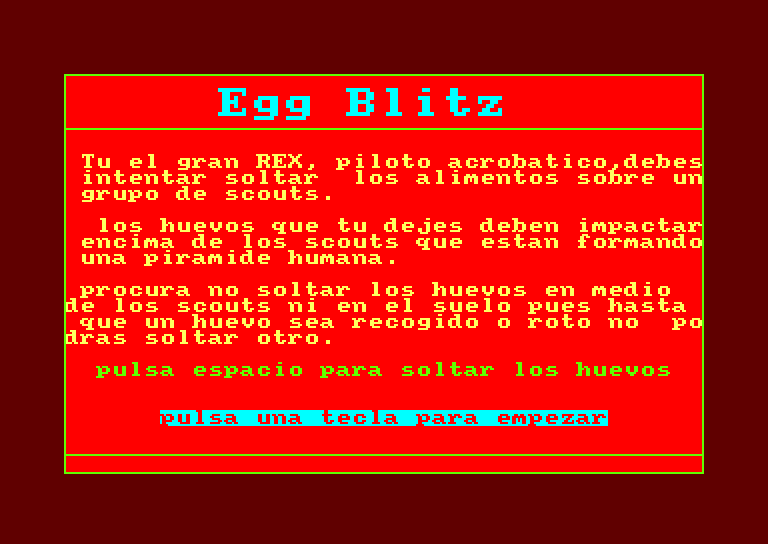 Egg Blitz
Tu el gran REX, piloto acrobatico,debes
intentar soltar  los alimentos sobre un
grupo de scouts.
los huevos que tu dejes deben impactar
encima de los scouts que estan formando
una piramide humana.
procura no soltar los huevos en medio
de los scouts ni en el suelo pues hasta
que un huevo sea recogido o roto no  po
dras soltar otro.
pulsa espacio para soltar los huevos
pulsa una tecla para empezar